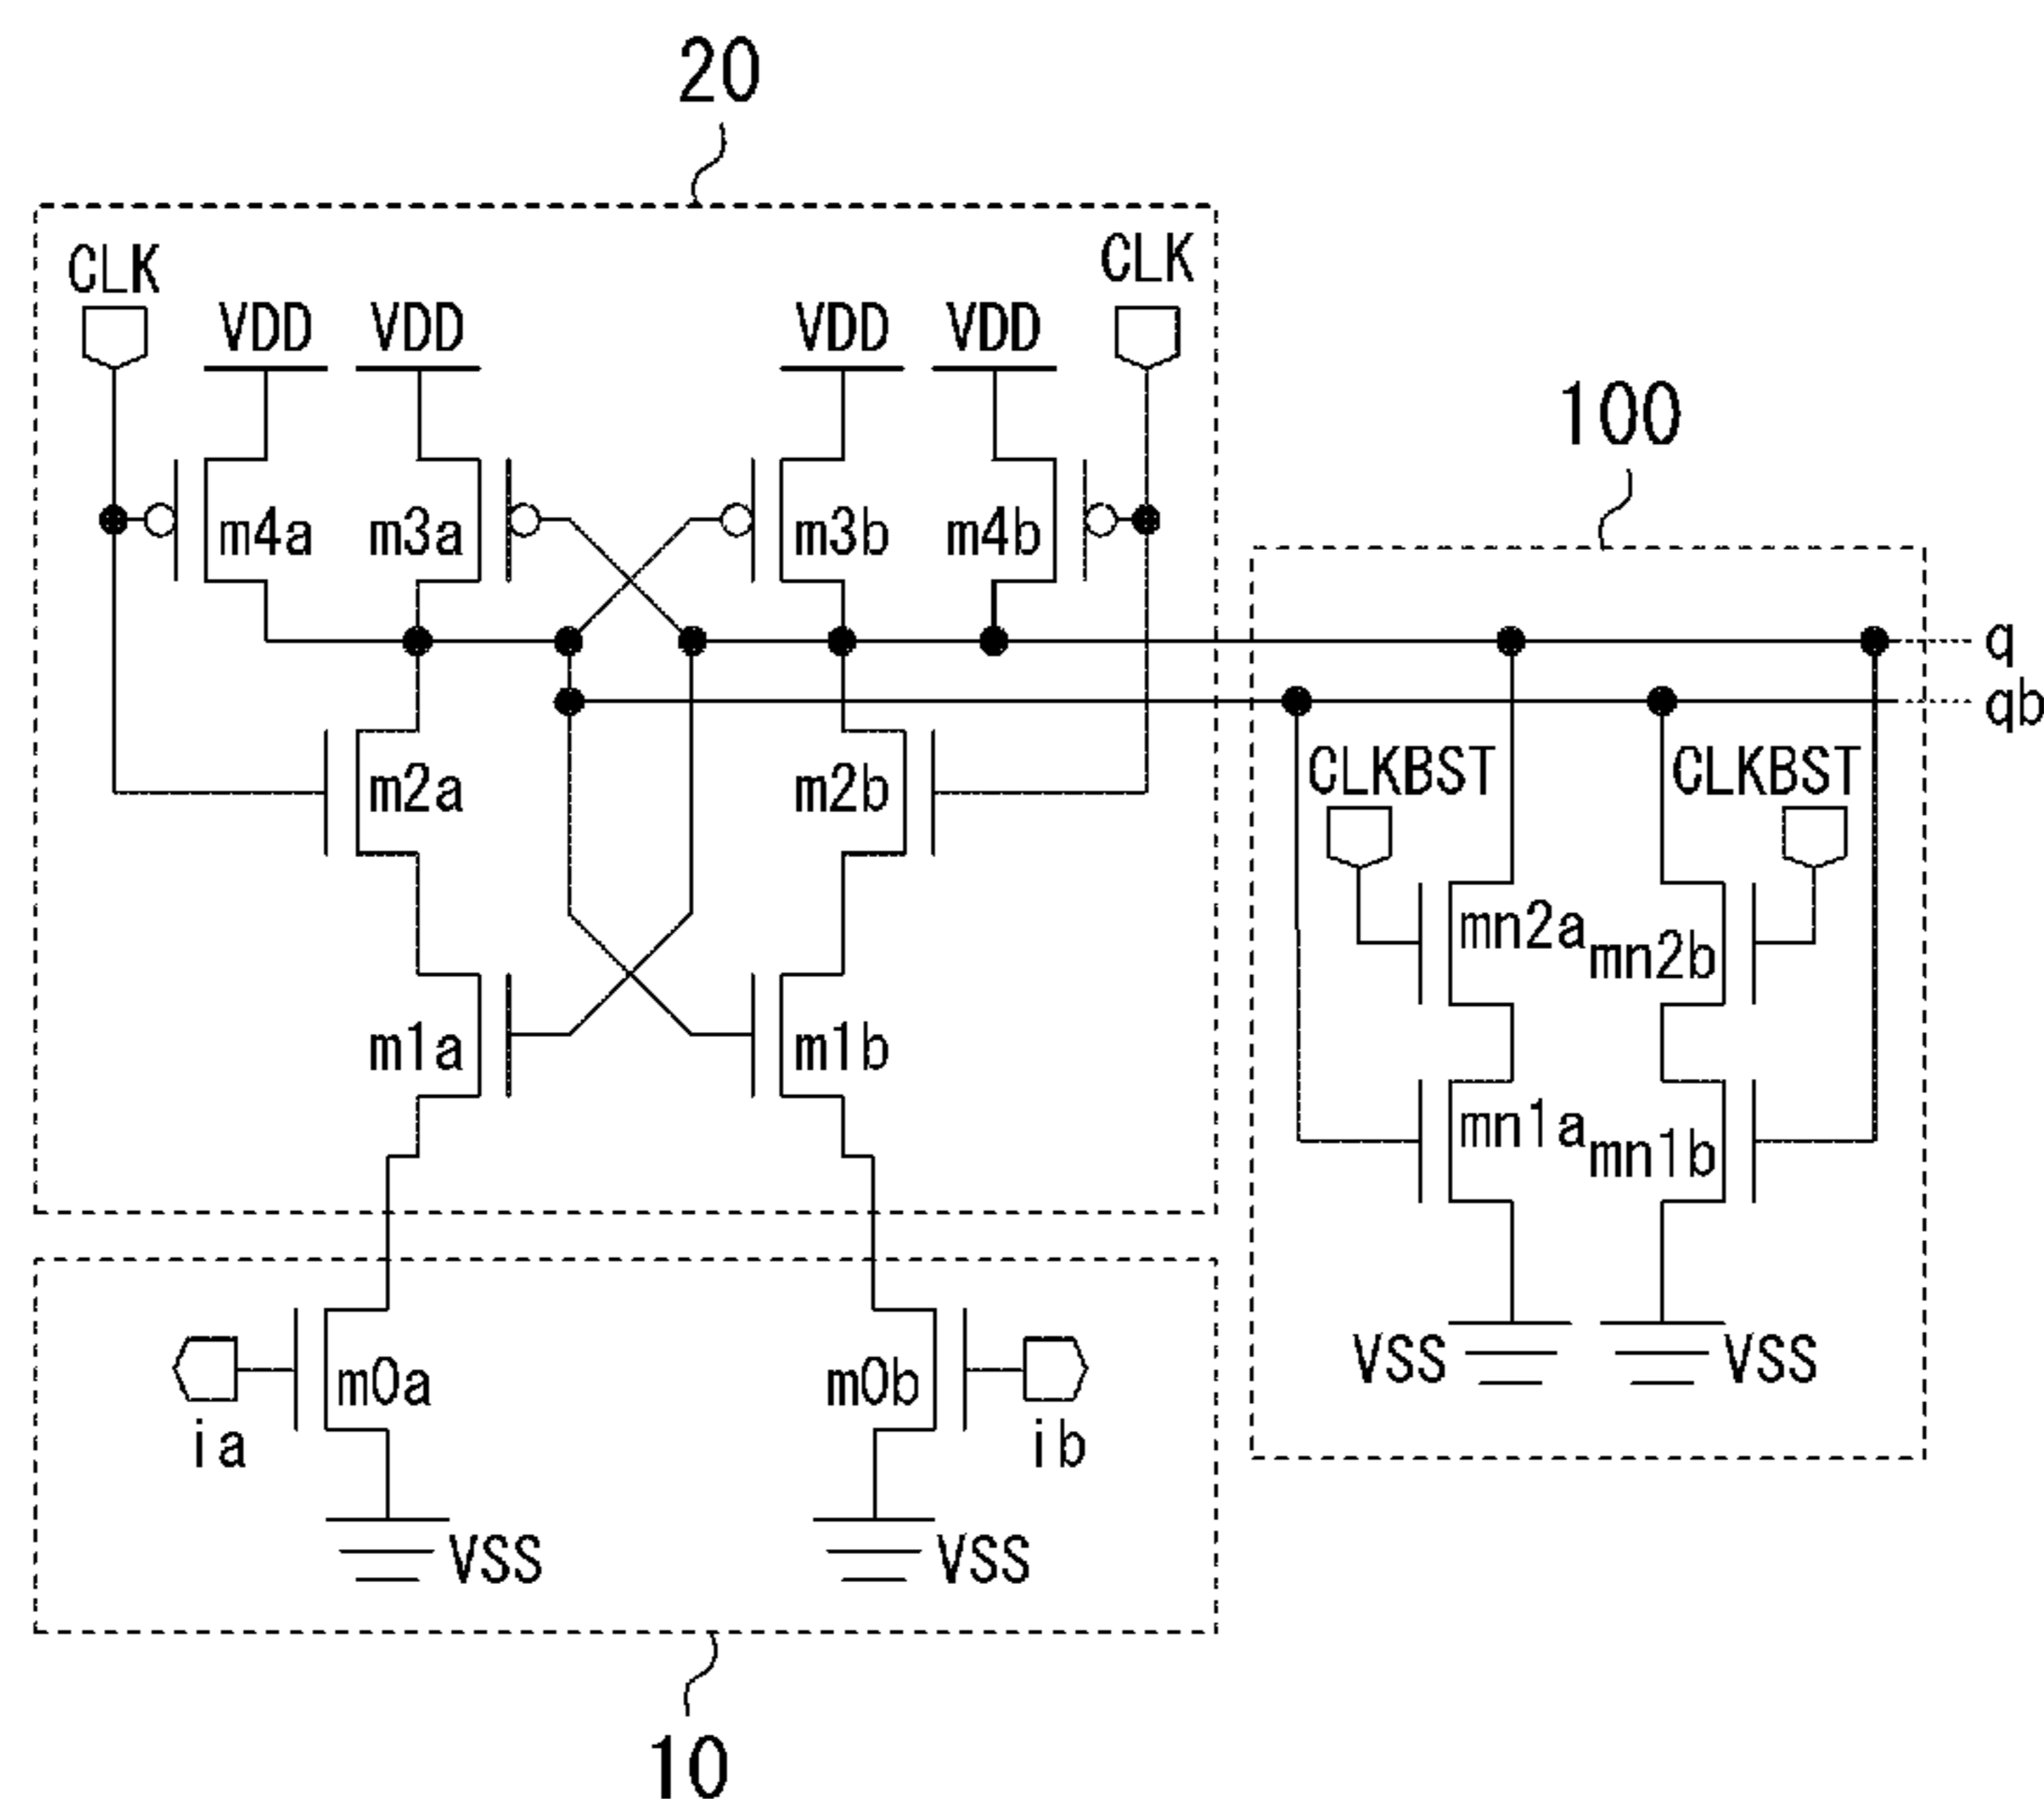 20
CLK
CLK
VDD VDD VDD VDD
100
m4a m3a m3b m4b
q
qb
m2a m2b
CLKBST CLKBST
mn2a mn2b
m1a m1b
mn1a mn1b
m0a m0b
VSS VSS
ia ib
VSS VSS
10